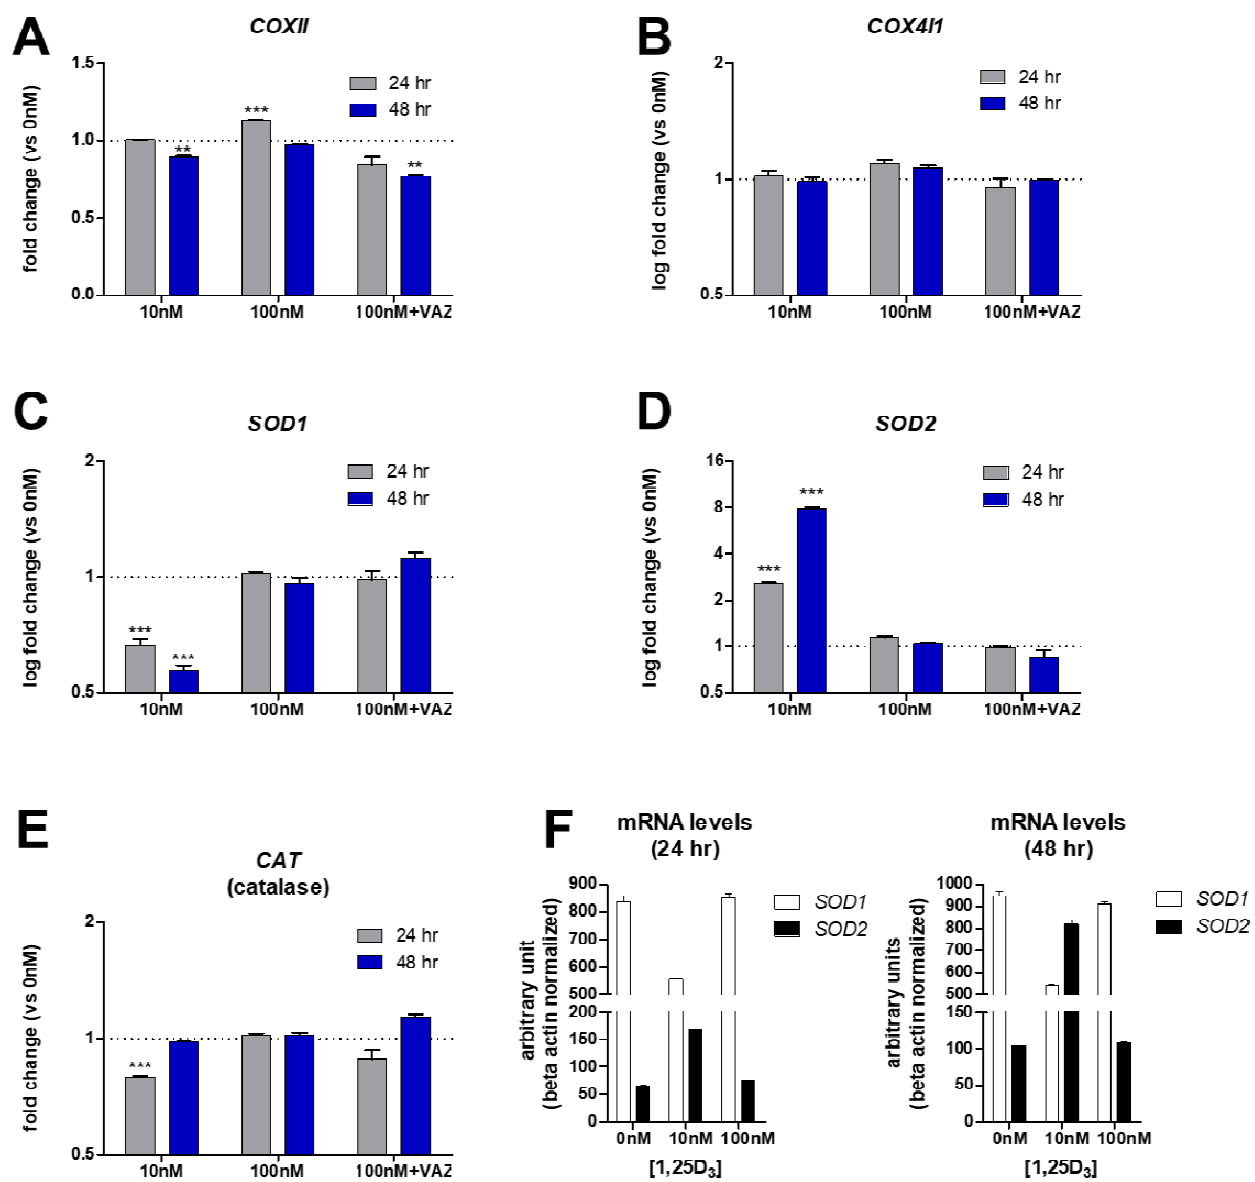 A
COXII
fold change (vs 0nM)
1.5
1.0
0.5
0.0
24 hr
48 hr
**
***
**
10nM
100nM
100nM+VAZ
B
COX4I1
log fold change (vs 0nM)
2
1
0.5
24 hr
48 hr
10nM
100nM
100nM+VAZ
C
SOD1
log fold change (vs 0nM)
2
1
0.5
24 hr
48 hr
***
***
10nM
100nM
100nM+VAZ
D
SOD2
log fold change (vs 0nM)
16
8
4
2
1
0.5
24 hr
48 hr
***
***
10nM
100nM
100nM+VAZ
E
CAT
(catalase)
fold change (vs 0nM)
2
1
0.5
24 hr
48 hr
***
10nM
100nM
100nM+VAZ
F
mRNA levels
(24 hr)
arbitrary unit
(beta actin normalized)
900
800
700
600
500
200
150
100
50
0
SOD1
SOD2
0nM
10nM
100nM
[1,25D3]
mRNA levels
(48 hr)
arbitrary units
(beta actin normalized)
1000
900
800
700
600
500
150
100
50
0
SOD1
SOD2
0nM
10nM
100nM
[1,25D3]